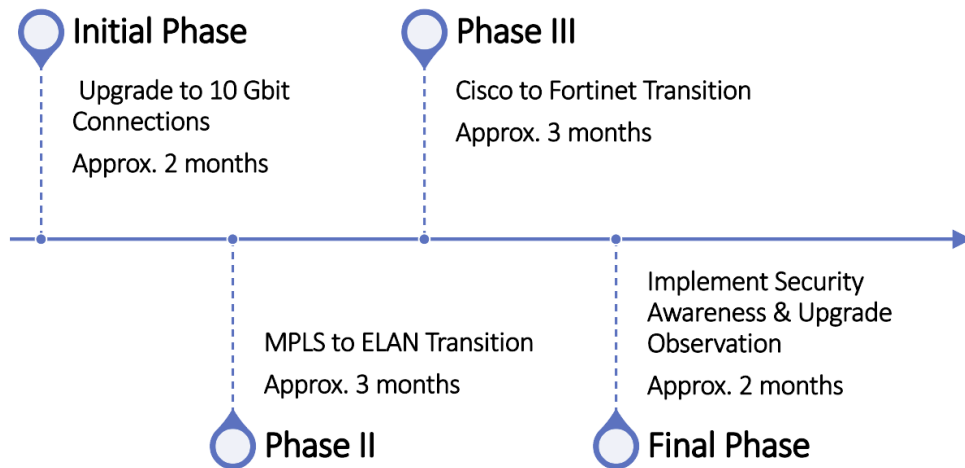 Initial Phase
Upgrade to 10 Gbit
Connections
Approx. 2 months
Phase III
Cisco to Fortinet Transition
Approx. 3 months
MPLS to ELAN Transition
Approx. 3 months
Phase II
Implement Security
Awareness & Upgrade
Observation
Approx. 2 months
Final Phase